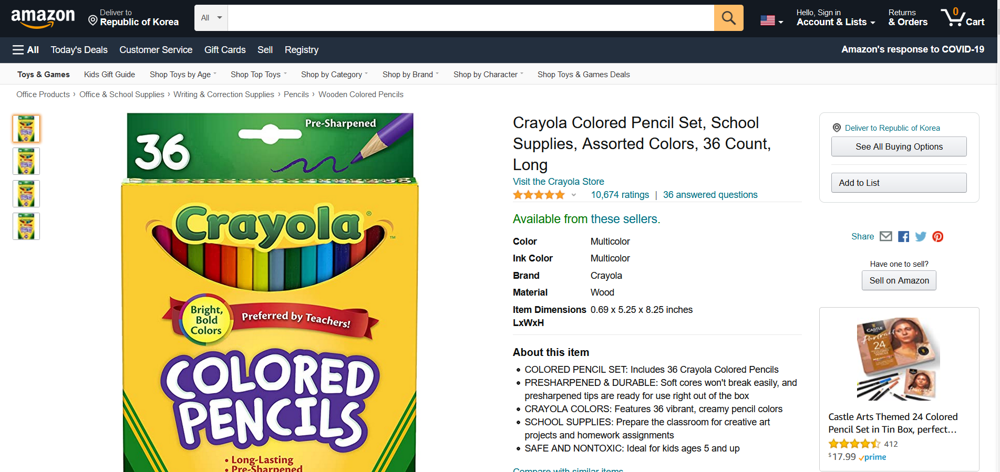 amazon
Deliver to
Republic of Korea
All
Hello, Sign in
Account & Lists
Returns
& Orders
0
Cart
All
Today's Deals
Customer Service
Gift Cards
Sell
Registry
Amazon's response to COVID-19
Toys & Games
Kids Gift Guide
Shop Toys by Age
Shop Top Toys
Shop by Category
Shop by Brand
Shop by Character
Shop Toys & Games Deals
Office Products › Office & School Supplies › Writing & Correction Supplies › Pencils › Wooden Colored Pencils
36
Pre-Sharpened
Crayola®
™
Bright,
Bold
Colors
Preferred by Teachers!
COLORED
PENCILS
• Long-Lasting
• Pre-Sharpened
Crayola Colored Pencil Set, School
Supplies, Assorted Colors, 36 Count,
Long
Visit the Crayola Store
10,674 ratings | 36 answered questions
Available from these sellers.
Color Multicolor
Ink Color Multicolor
Brand Crayola
Material Wood
Item Dimensions 0.69 x 5.25 x 8.25 inches
LxWxH
About this item
• COLORED PENCIL SET: Includes 36 Crayola Colored Pencils
• PRESHARPENED & DURABLE: Soft cores won't break easily, and
presharpened tips are ready for use right out of the box
• CRAYOLA COLORS: Features 36 vibrant, creamy pencil colors
• SCHOOL SUPPLIES: Prepare the classroom for creative art
projects and homework assignments
• SAFE AND NONTOXIC: Ideal for kids ages 5 and up
Compare with similar items
Deliver to Republic of Korea
See All Buying Options
Add to List
Share
Have one to sell?
Sell on Amazon
CASTLE
Portrait
24
Castle Arts Themed 24 Colored
Pencil Set in Tin Box, perfect…
412
$17.99 prime